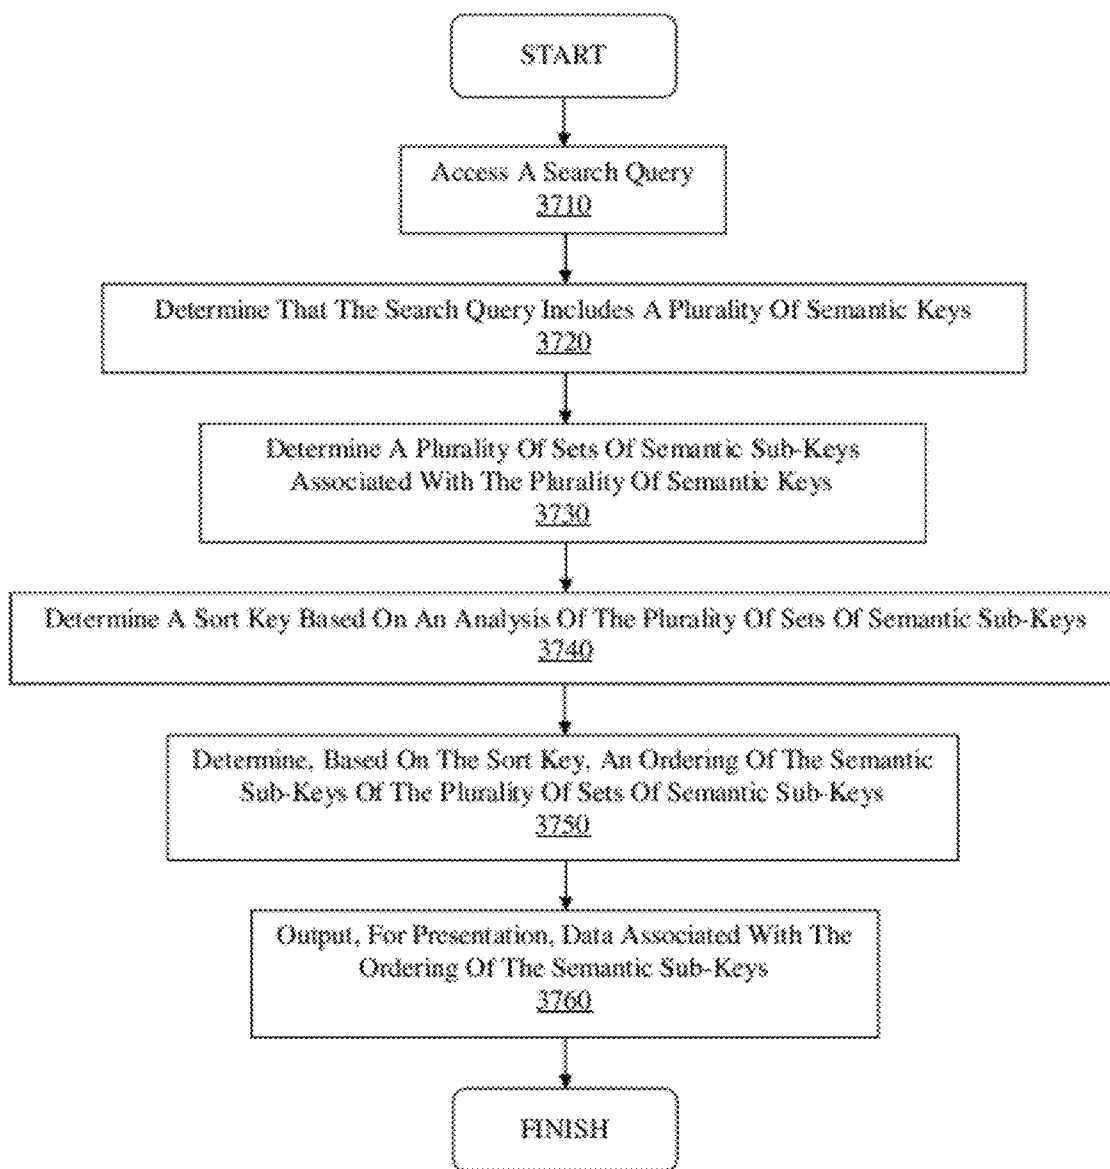 START
Access A Search Query
3710
Determine That The Search Query Includes A Plurality Of Semantic Keys
3720
Determine A Plurality Of Sets Of Semantic Sub-Keys
Associated With The Plurality Of Semantic Keys
3730
Determine A Sort Key Based On An Analysis Of The Plurality Of Sets Of Semantic Sub-Keys
3740
Determine, Based On The Sort Key, An Ordering Of The Semantic
Sub-Keys Of The Plurality Of Sets Of Semantic Sub-Keys
3750
Output, For Presentation, Data Associated With The
Ordering Of The Semantic Sub-Keys
3760
FINISH